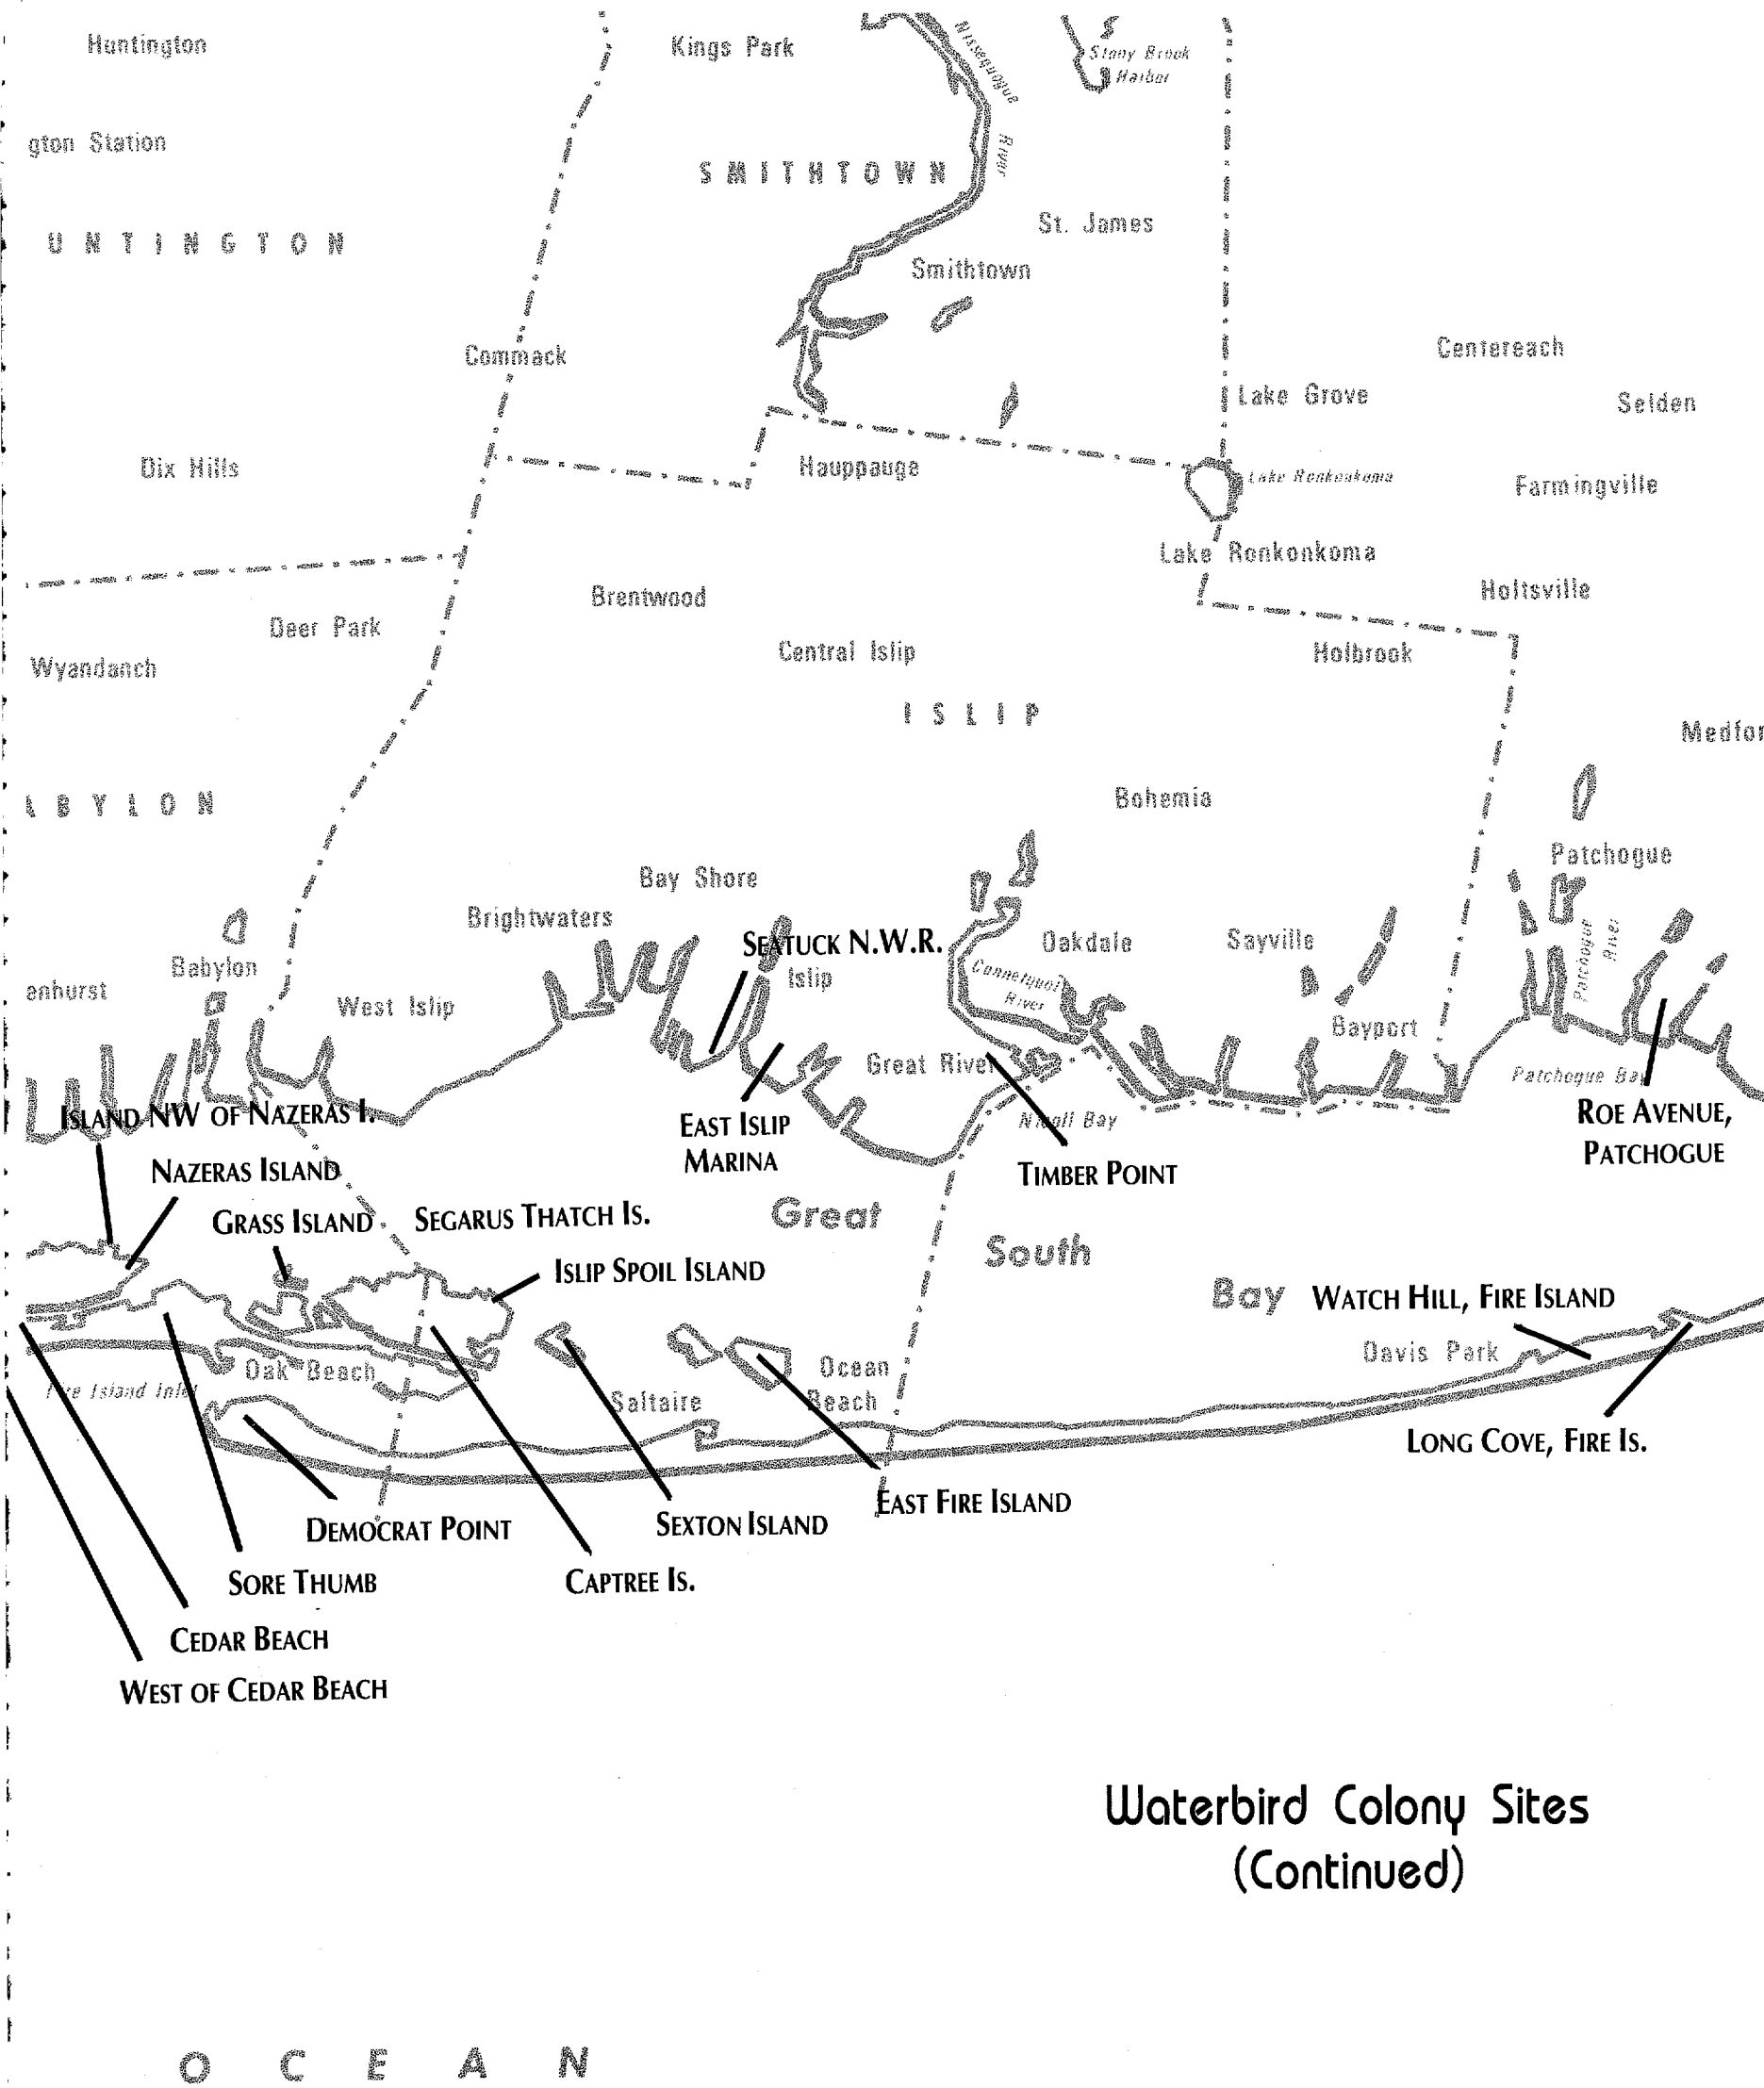 Huntington
Kings Park
Nissequogue
River
Stony Brook
Harbor
gton Station
SMITHTOWN
St. James
UNTINGTON
Smithtown
Commack
Centereach
Lake Grove
Selden
Dix Hills
Hauppauge
Lake Ronkonkoma
Farmingville
Lake Ronkonkoma
Brentwood
Holtsville
Deer Park
Central Islip
Holbrook
Wyandanch
ISLIP
Medfor
ABYLON
Bohemia
Patchogue
Bay Shore
Brightwaters
SEATUCK N.W.R.
Oakdale
Sayville
Patchogue
River
Babylon
Islip
Connetquot
River
enhurst
West Islip
Bayport
Great River
Patchogue Bay
ISLAND NW OF NAZERAS I.
EAST ISLIP
MARINA
Nicoll Bay
ROE AVENUE,
PATCHOGUE
NAZERAS ISLAND
TIMBER POINT
GRASS ISLAND
SEGARUS THATCH IS.
Great
South
Bay
ISLIP SPOIL ISLAND
WATCH HILL, FIRE ISLAND
Davis Park
Oak Beach
Ocean
Beach
Fire Island Inlet
Saltaire
LONG COVE, FIRE IS.
EAST FIRE ISLAND
DEMOCRAT POINT
SEXTON ISLAND
SORE THUMB
CAPTREE IS.
CEDAR BEACH
WEST OF CEDAR BEACH
Waterbird Colony Sites
(Continued)
OCEAN